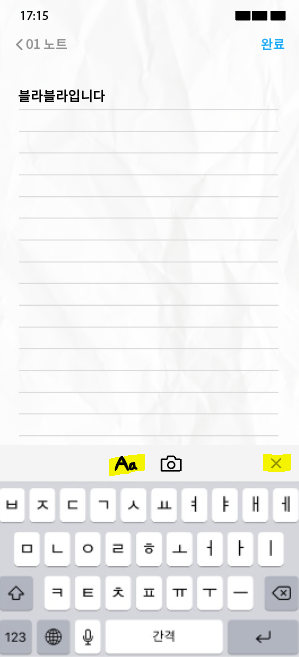 17:15
01 노트
완료
블라블라입니다
Aa
ㅂ ㅈ ㄷ ㄱ ㅅ ㅛ ㅕ ㅑ ㅐ ㅔ
ㅁ ㄴ ㅇ ㄹ ㅎ ㅗ ㅓ ㅏ ㅣ
ㅋ ㅌ ㅊ ㅍ ㅠ ㅜ ㅡ
123
간격